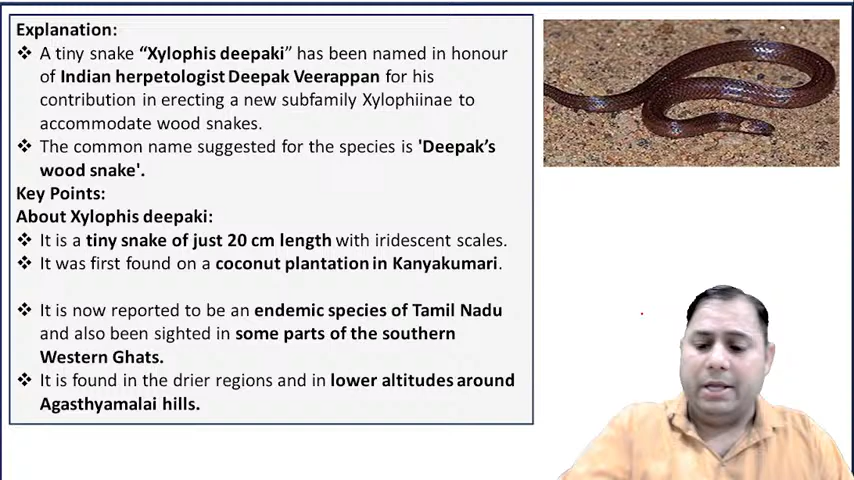 Explanation:
❖ A tiny snake “Xylophis deepaki” has been named in honour
of Indian herpetologist Deepak Veerappan for his
contribution in erecting a new subfamily Xylophiinae to
accommodate wood snakes.
❖ The common name suggested for the species is 'Deepak’s
wood snake'.
Key Points:
About Xylophis deepaki:
❖ It is a tiny snake of just 20 cm length with iridescent scales.
❖ It was first found on a coconut plantation in Kanyakumari.
❖ It is now reported to be an endemic species of Tamil Nadu
and also been sighted in some parts of the southern
Western Ghats.
❖ It is found in the drier regions and in lower altitudes around
Agasthyamalai hills.